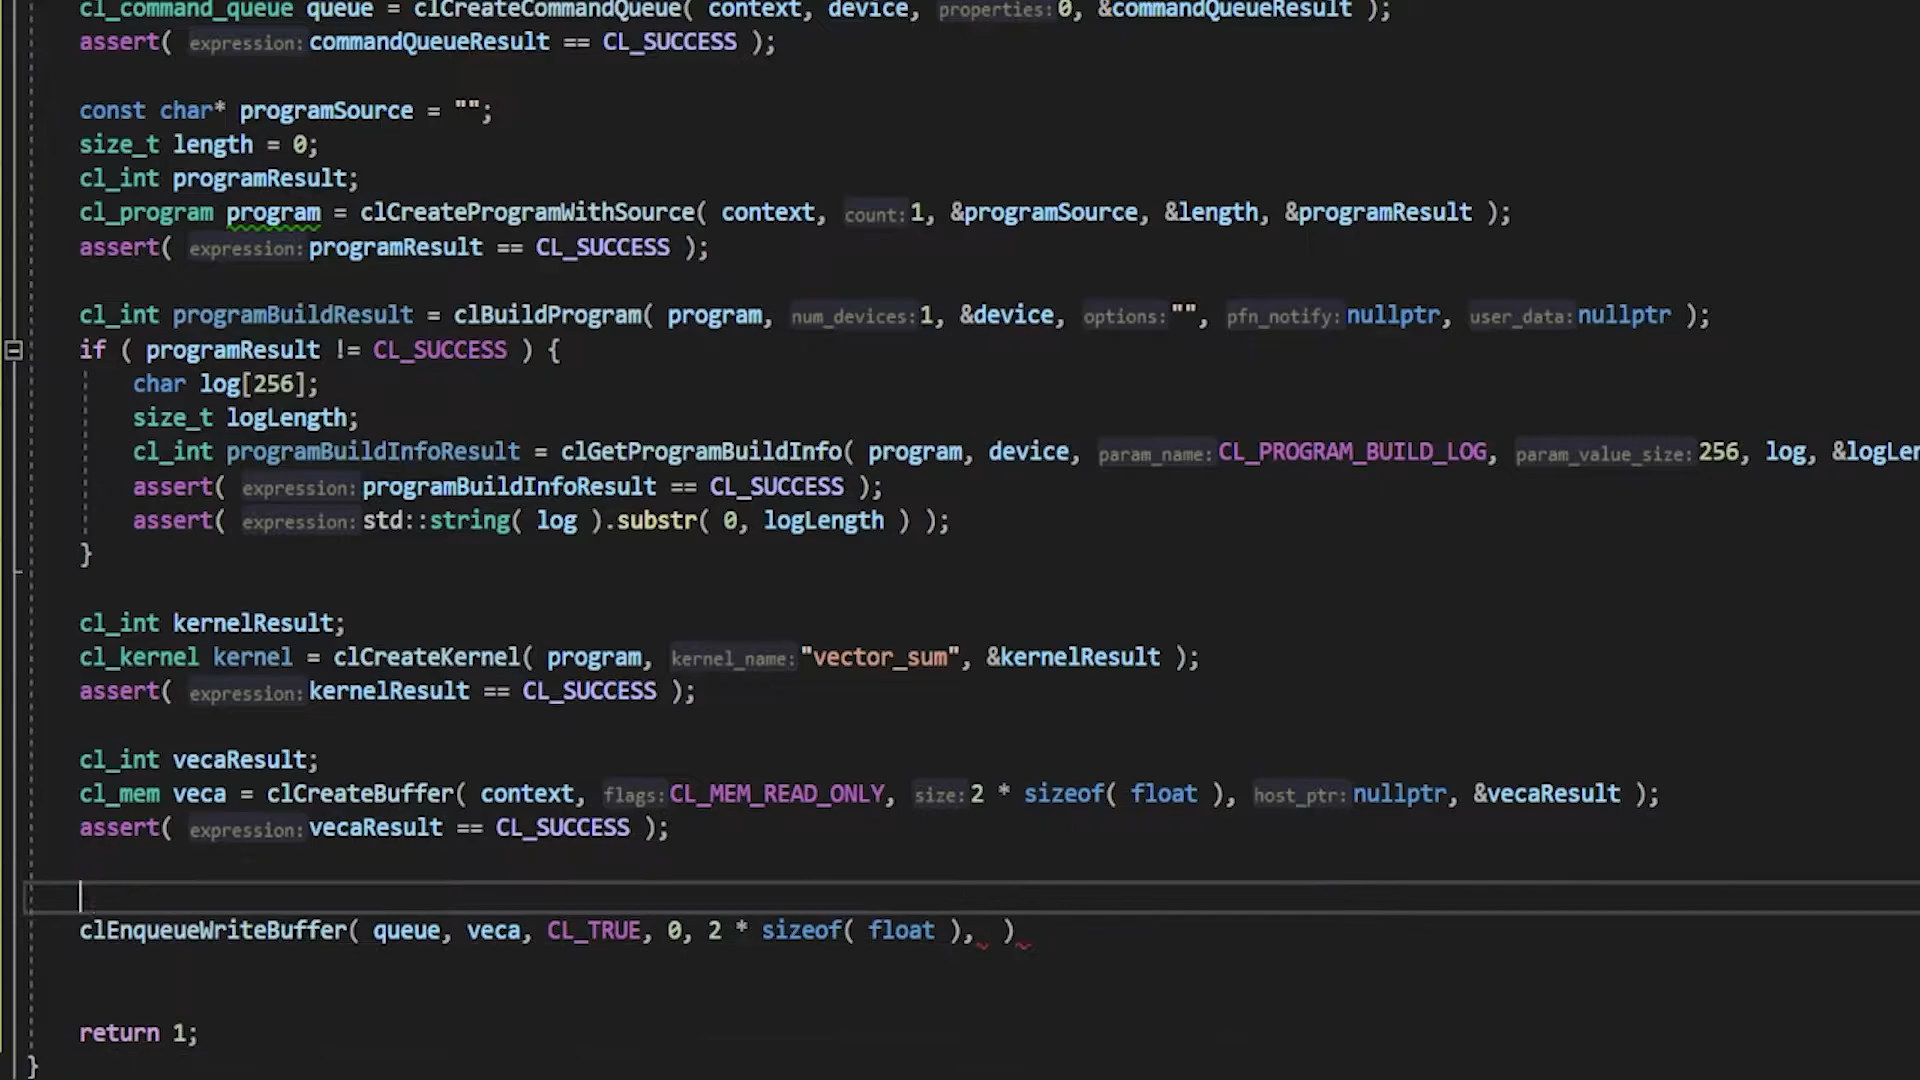 cl_command_queue queue = clCreateCommandQueue( context, device, properties:0, &commandQueueResult );
assert( expression:commandQueueResult == CL_SUCCESS );
const char* programSource = "";
size_t length = 0;
cl_int programResult;
cl_program program = clCreateProgramWithSource( context, count:1, &programSource, &length, &programResult );
assert( expression:programResult == CL_SUCCESS );
cl_int programBuildResult = clBuildProgram( program, num_devices:1, &device, options:"", pfn_notify:nullptr, user_data:nullptr );
if ( programResult != CL_SUCCESS ) {
char log[256];
size_t logLength;
cl_int programBuildInfoResult = clGetProgramBuildInfo( program, device, param_name:CL_PROGRAM_BUILD_LOG, param_value_size:256, log, &logLen
assert( expression:programBuildInfoResult == CL_SUCCESS );
assert( expression:std::string( log ).substr( 0, logLength ) );
}
cl_int kernelResult;
cl_kernel kernel = clCreateKernel( program, kernel_name:"vector_sum", &kernelResult );
assert( expression:kernelResult == CL_SUCCESS );
cl_int vecaResult;
cl_mem veca = clCreateBuffer( context, flags:CL_MEM_READ_ONLY, size:2 * sizeof( float ), host_ptr:nullptr, &vecaResult );
assert( expression:vecaResult == CL_SUCCESS );
clEnqueueWriteBuffer( queue, veca, CL_TRUE, 0, 2 * sizeof( float ), )
return 1;
}